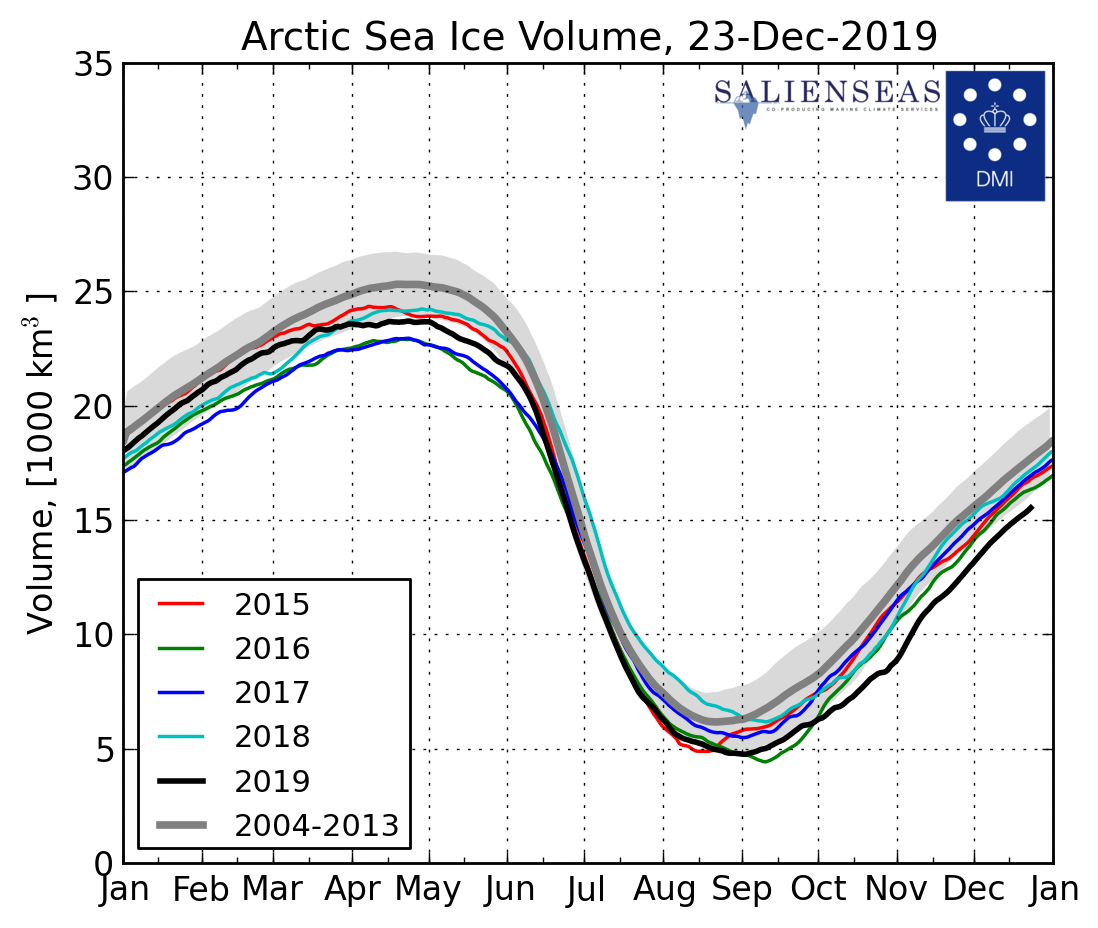 Arctic Sea Ice Volume, 23-Dec-2019
SALIENSEAS
CO-PRODUCING MARINE CLIMATE SERVICES
DMI
Volume, [1000 km³ ]
35
30
25
20
15
10
5
0
2015
2016
2017
2018
2019
2004-2013
Jan Feb Mar Apr May Jun Jul Aug Sep Oct Nov Dec Jan